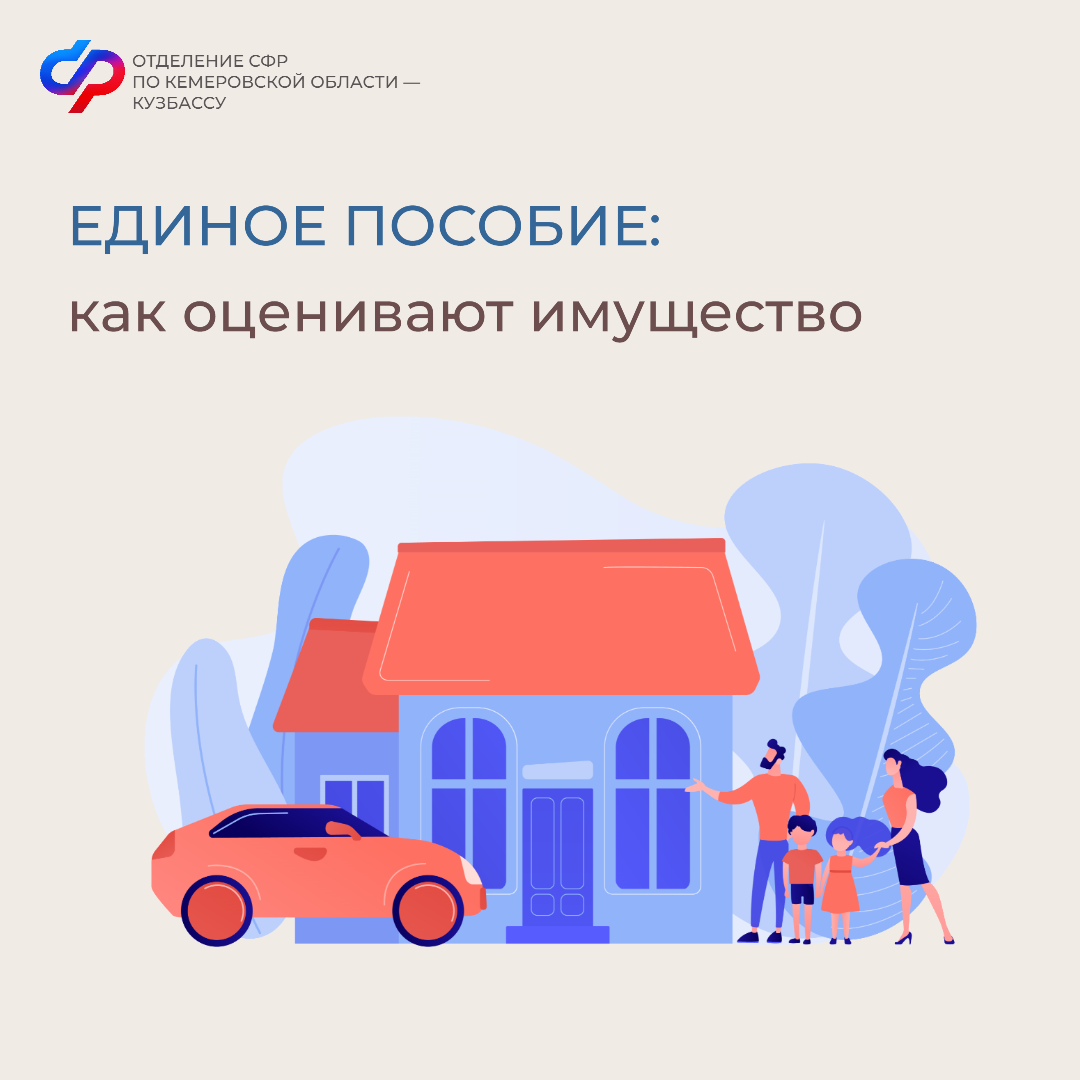 ОТДЕЛЕНИЕ СФР
ПО КЕМЕРОВСКОЙ ОБЛАСТИ —
КУЗБАССУ
ЕДИНОЕ ПОСОБИЕ:
как оценивают имущество